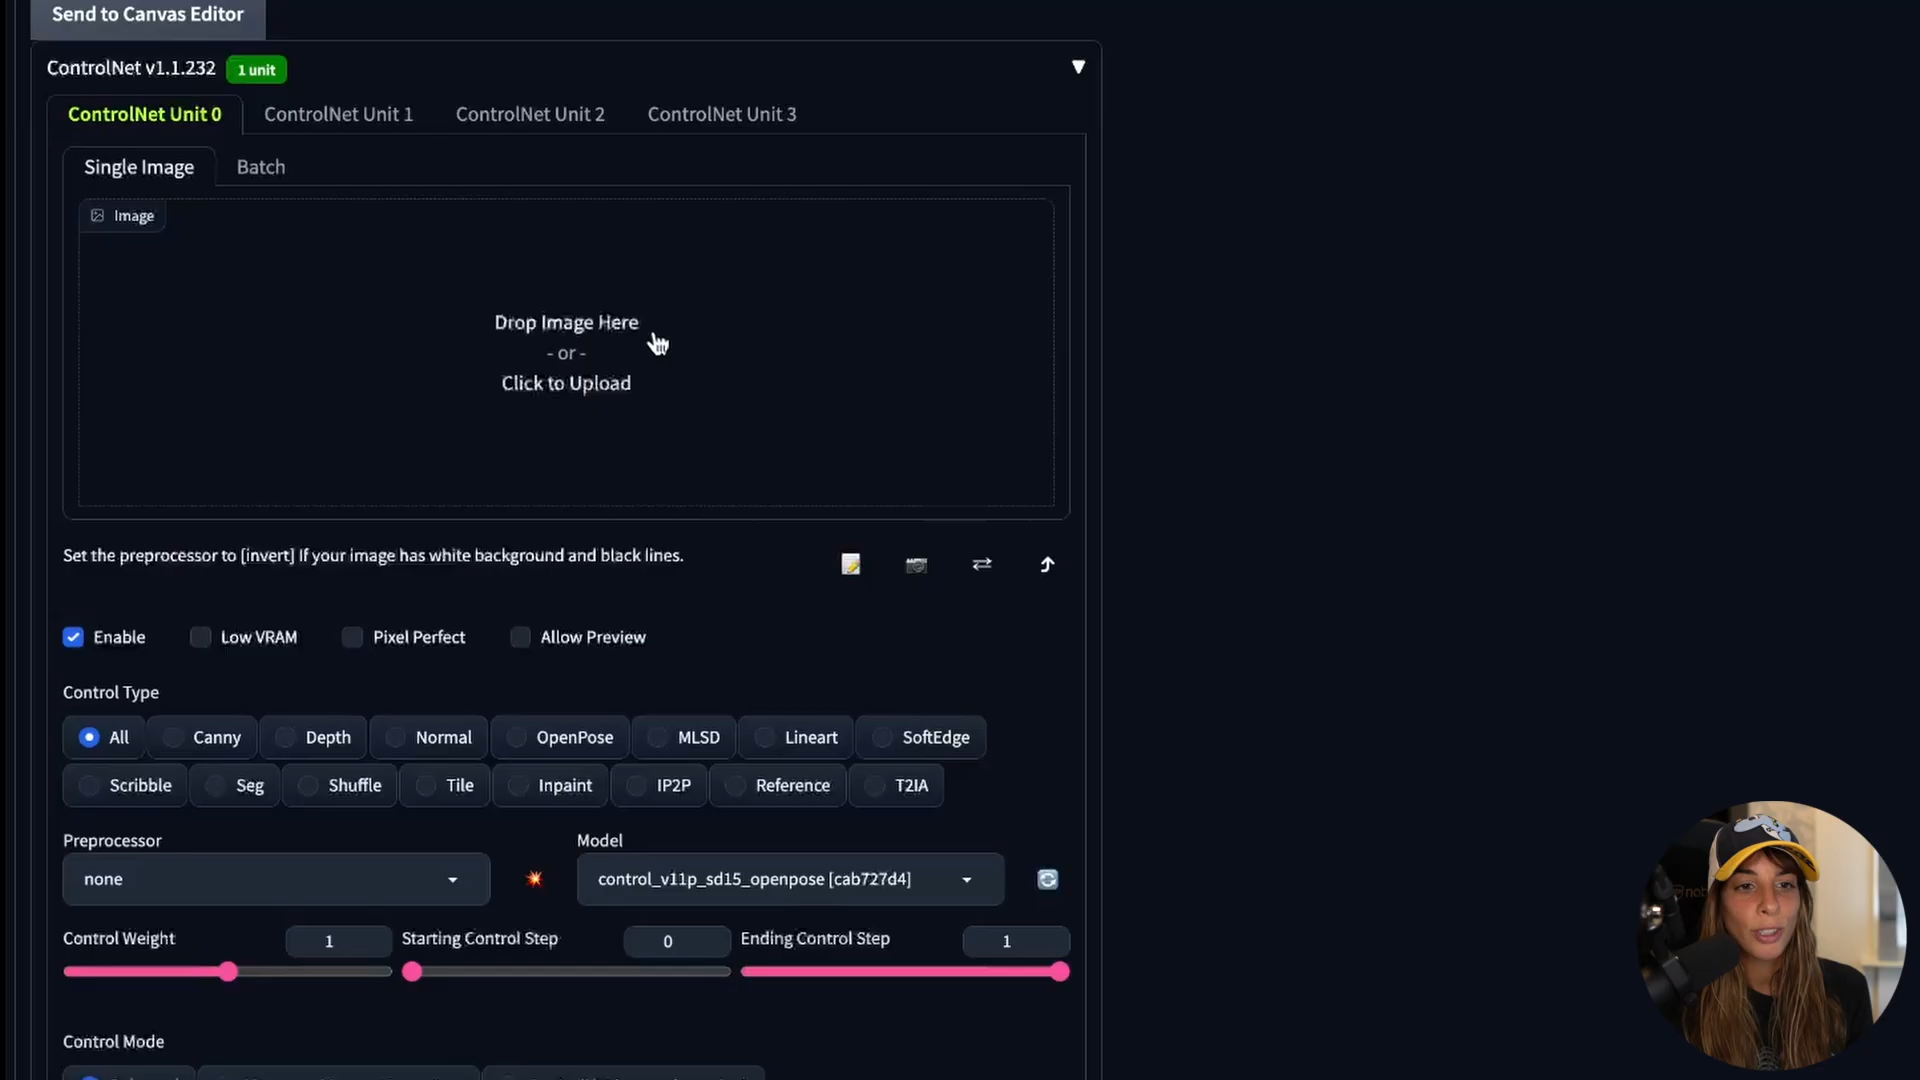 Send to Canvas Editor
ControlNet v1.1.232 1 unit
ControlNet Unit 0 ControlNet Unit 1 ControlNet Unit 2 ControlNet Unit 3
Single Image Batch
Image
Drop Image Here
- or -
Click to Upload
Set the preprocessor to [invert] If your image has white background and black lines.
Enable Low VRAM Pixel Perfect Allow Preview
Control Type
All Canny Depth Normal OpenPose MLSD Lineart SoftEdge
Scribble Seg Shuffle Tile Inpaint IP2P Reference T2IA
Preprocessor Model
none control_v11p_sd15_openpose [cab727d4]
Control Weight 1 Starting Control Step 0 Ending Control Step 1
Control Mode